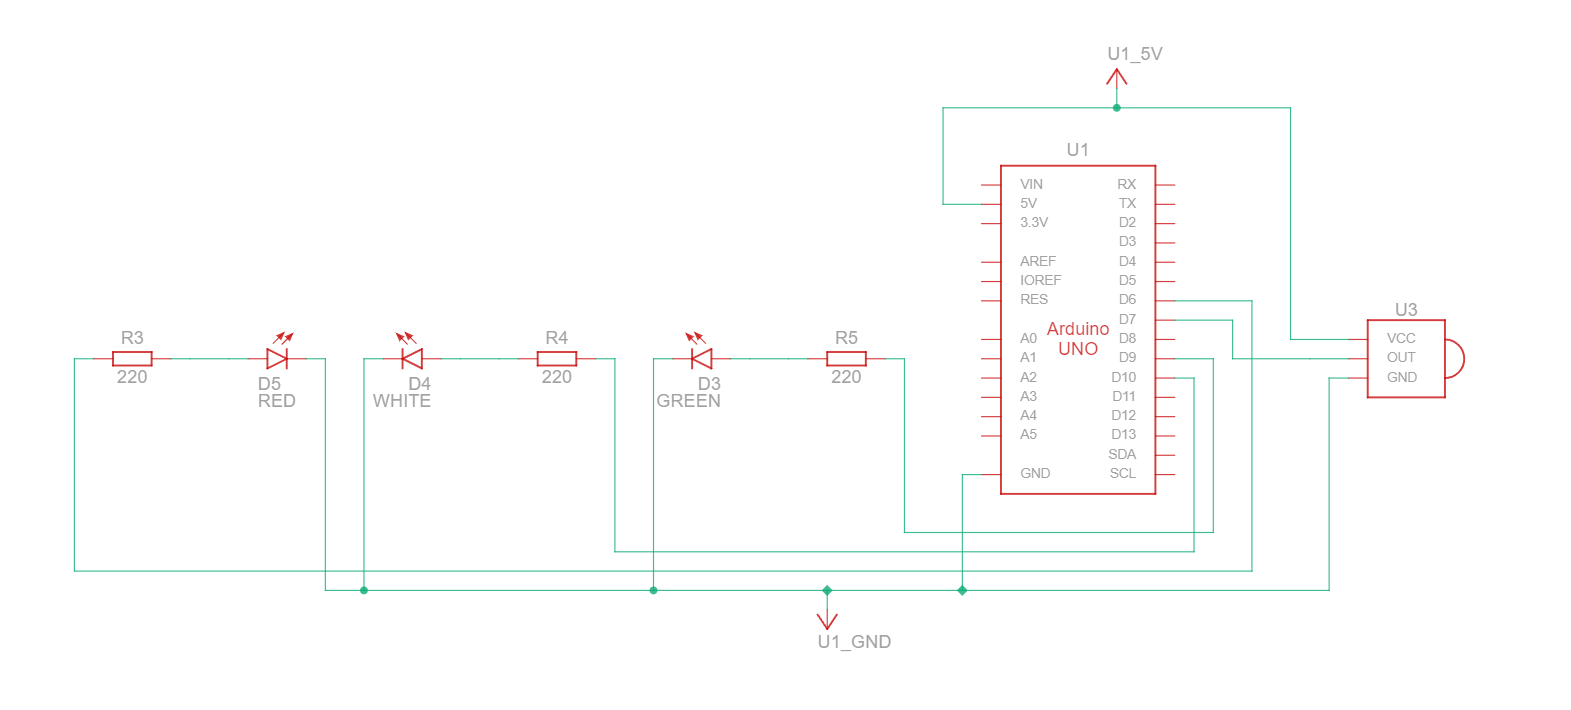 U1_5V
U1
VIN
5V
3.3V
AREF
IOREF
RES
A0
A1
A2
A3
A4
A5
GND
Arduino
UNO
RX
TX
D2
D3
D4
D5
D6
D7
D8
D9
D10
D11
D12
D13
SDA
SCL
U3
VCC
OUT
GND
R3
220
D5
RED
D4
WHITE
R4
220
D3
GREEN
R5
220
U1_GND